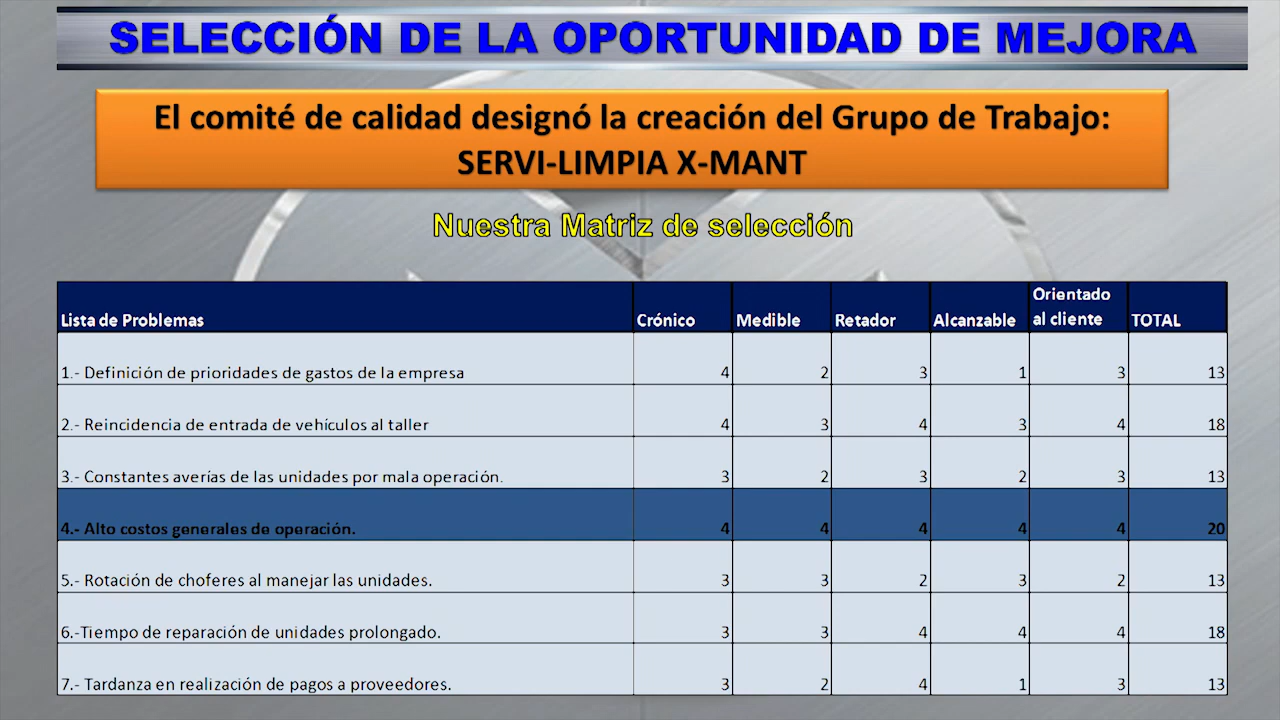 SELECCIÓN DE LA OPORTUNIDAD DE MEJORA
El comité de calidad designó la creación del Grupo de Trabajo:
SERVI-LIMPIA X-MANT
Nuestra Matriz de selección
Lista de Problemas Crónico Medible Retador Alcanzable Orientado al cliente TOTAL
1.- Definición de prioridades de gastos de la empresa 4 2 3 1 3 13
2.- Reincidencia de entrada de vehículos al taller 4 3 4 3 4 18
3.- Constantes averías de las unidades por mala operación. 3 2 3 2 3 13
4.- Alto costos generales de operación. 4 4 4 4 4 20
5.- Rotación de choferes al manejar las unidades. 3 3 2 3 2 13
6.-Tiempo de reparación de unidades prolongado. 3 3 4 4 4 18
7.- Tardanza en realización de pagos a proveedores. 3 2 4 1 3 13